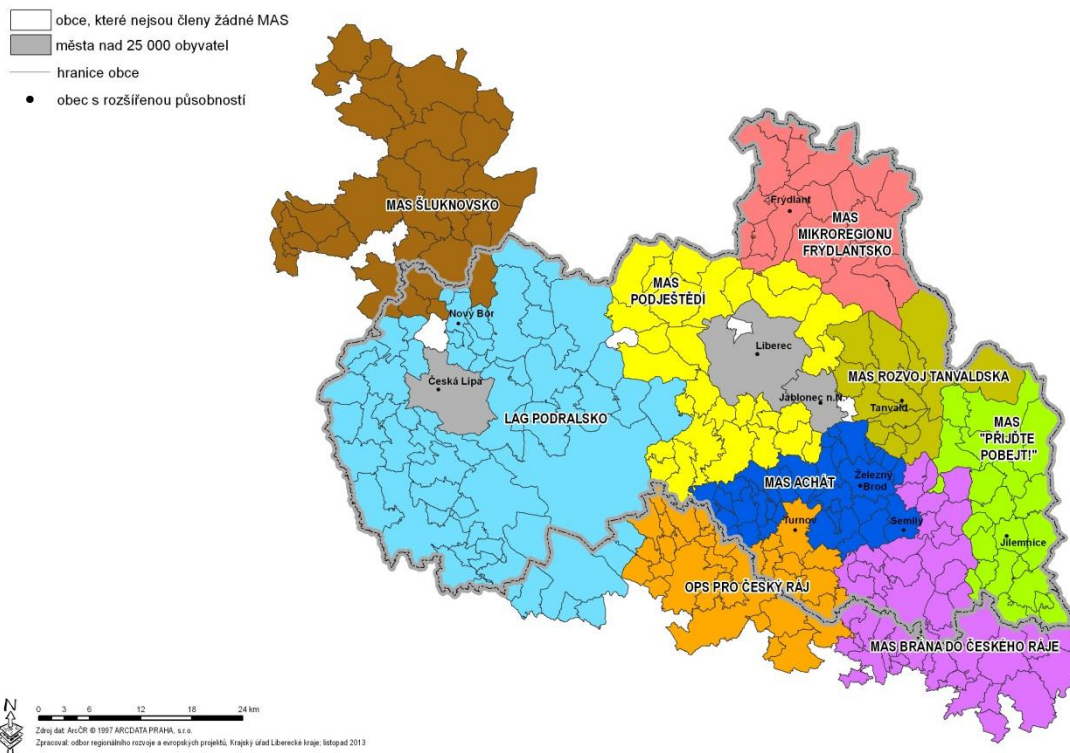 obce, které nejsou členy žádné MAS
města nad 25 000 obyvatel
hranice obce
obec s rozšířenou působností
MAS ŠLUKNOVSKO
Frýdlant
MAS
MIKROREGIONU
FRÝDLANTSKO
MAS
PODJEŠTĚDÍ
Nový Bor
Liberec
Česká Lípa
MAS ROZVOJ TANVALDSKA
Jablonec n.N.
Tanvald
LAG PODRALSKO
MAS
"PŘIJĎTE
POBEJT!"
MAS ACHÁT
Železný
Brod
Turnov
Semily
Jilemnice
OPS PRO ČESKÝ RÁJ
MAS BRÁNA DO ČESKÉHO RÁJE
N
0 3 6 12 18 24 km
Zdroj dat: ArcČR © 1997 ARCDATA PRAHA, s.r.o.
Zpracoval: odbor regionálního rozvoje a evropských projektů, Krajský úřad Liberecké kraje; listopad 2013